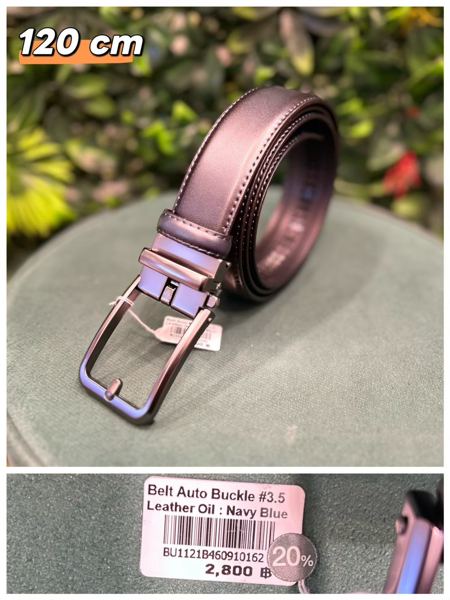 120 cm
Belt Auto Buckle #3.5
Leather Oil : Navy Blue
BU1121B460910162
2,800 ฿
20%